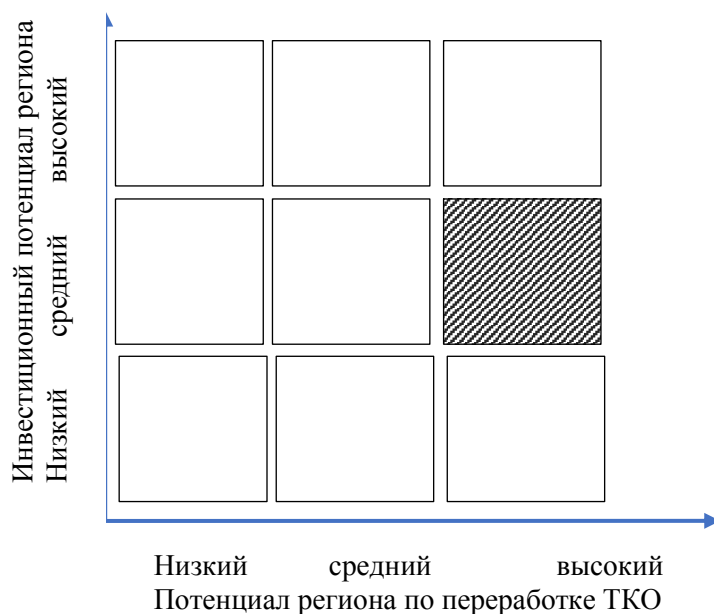 Инвестиционный потенциал региона
Низкий средний высокий
Низкий средний высокий
Потенциал региона по переработке ТКО